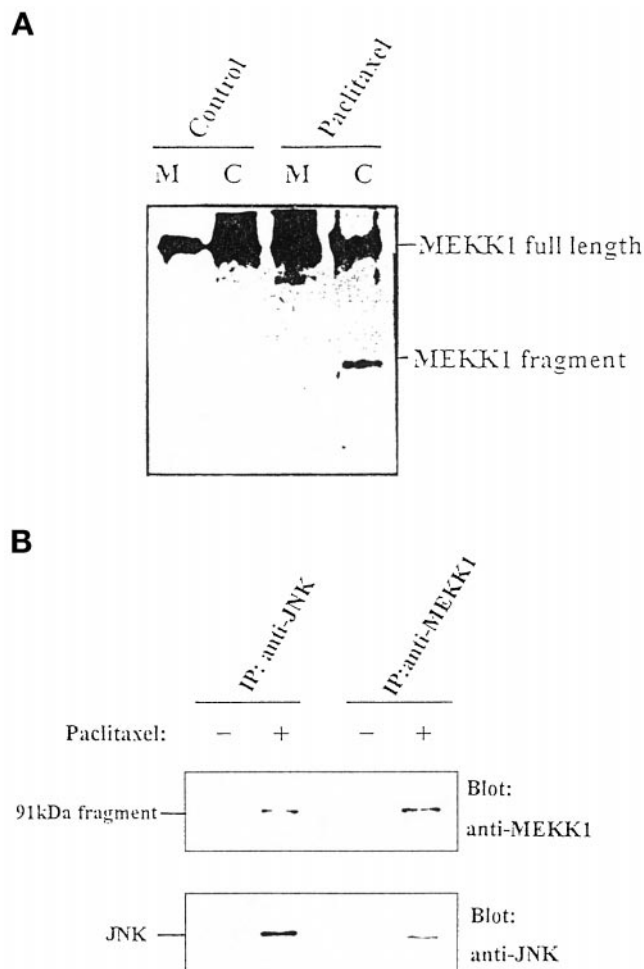 A
Control Paclitaxel
M C M C
MEKK1 full length
MEKK1 fragment
B
IP: anti-JNK IP:anti-MEKK1
Paclitaxel: − + − +
91kDa fragment
Blot:
anti-MEKK1
JNK
Blot:
anti-JNK